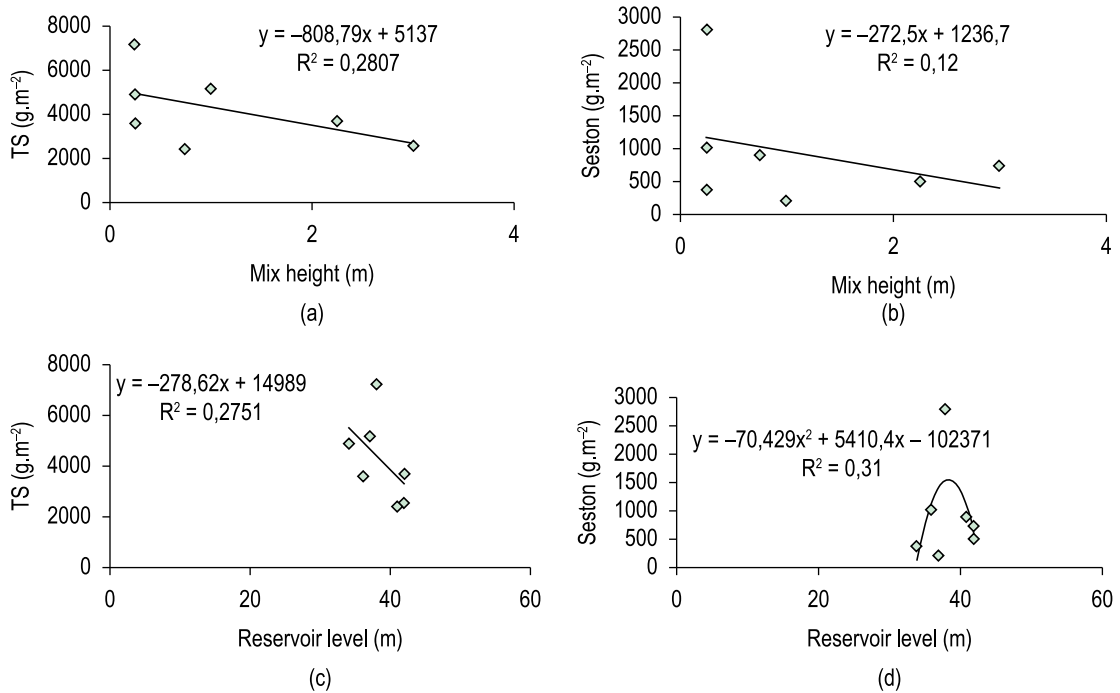 8000
6000
4000
2000
0
TS (g.m⁻²)
y = –808,79x + 5137
R² = 0,2807
0 2 4
Mix height (m)
(a)
3000
2500
2000
1500
1000
500
0
Seston (g.m⁻²)
y = –272,5x + 1236,7
R² = 0,12
0 2 4
Mix height (m)
(b)
8000
6000
4000
2000
0
TS (g.m⁻²)
y = –278,62x + 14989
R² = 0,2751
0 20 40 60
Reservoir level (m)
(c)
3000
2500
2000
1500
1000
500
0
Seston (g.m⁻²)
y = –70,429x² + 5410,4x – 102371
R² = 0,31
0 20 40 60
Reservoir level (m)
(d)